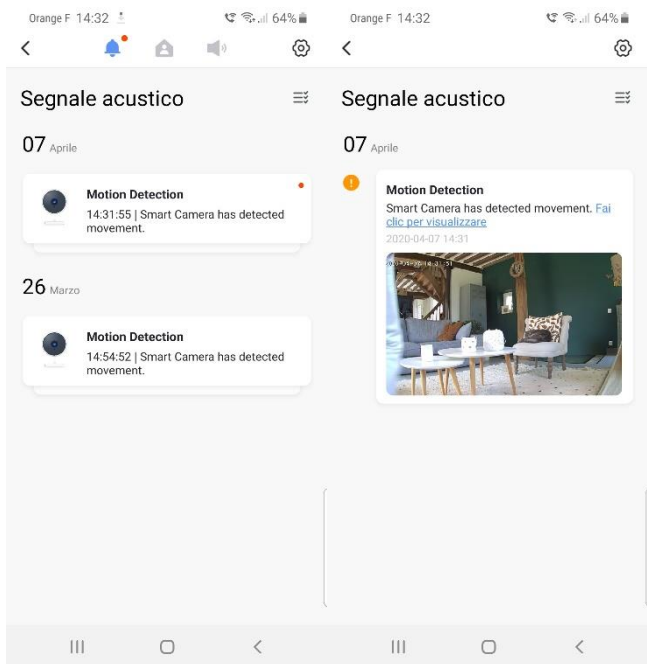 Orange F 14:32
64%
Segnale acustico
07 Aprile
Motion Detection
14:31:55 | Smart Camera has detected
movement.
26 Marzo
Motion Detection
14:54:52 | Smart Camera has detected
movement.
Orange F 14:32
64%
Segnale acustico
07 Aprile
Motion Detection
Smart Camera has detected movement. Fai
clic per visualizzare
2020-04-07 14:31